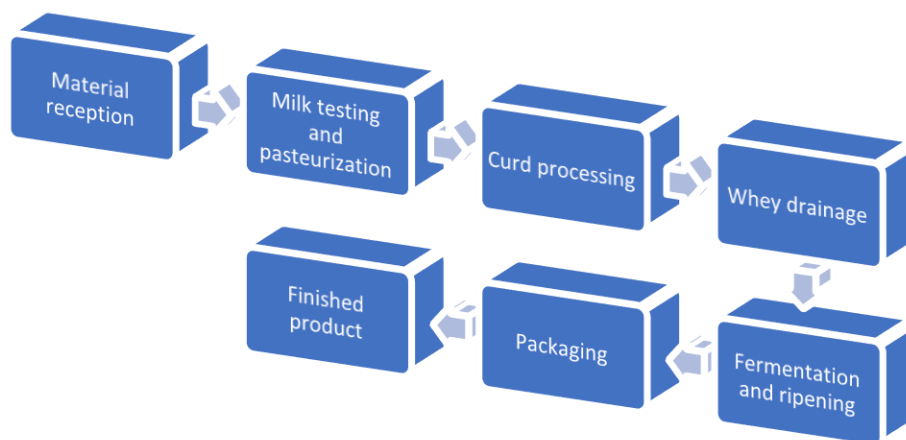 Material
reception
Milk testing
and
pasteurization
Curd processing
Whey drainage
Fermentation
and ripening
Packaging
Finished
product